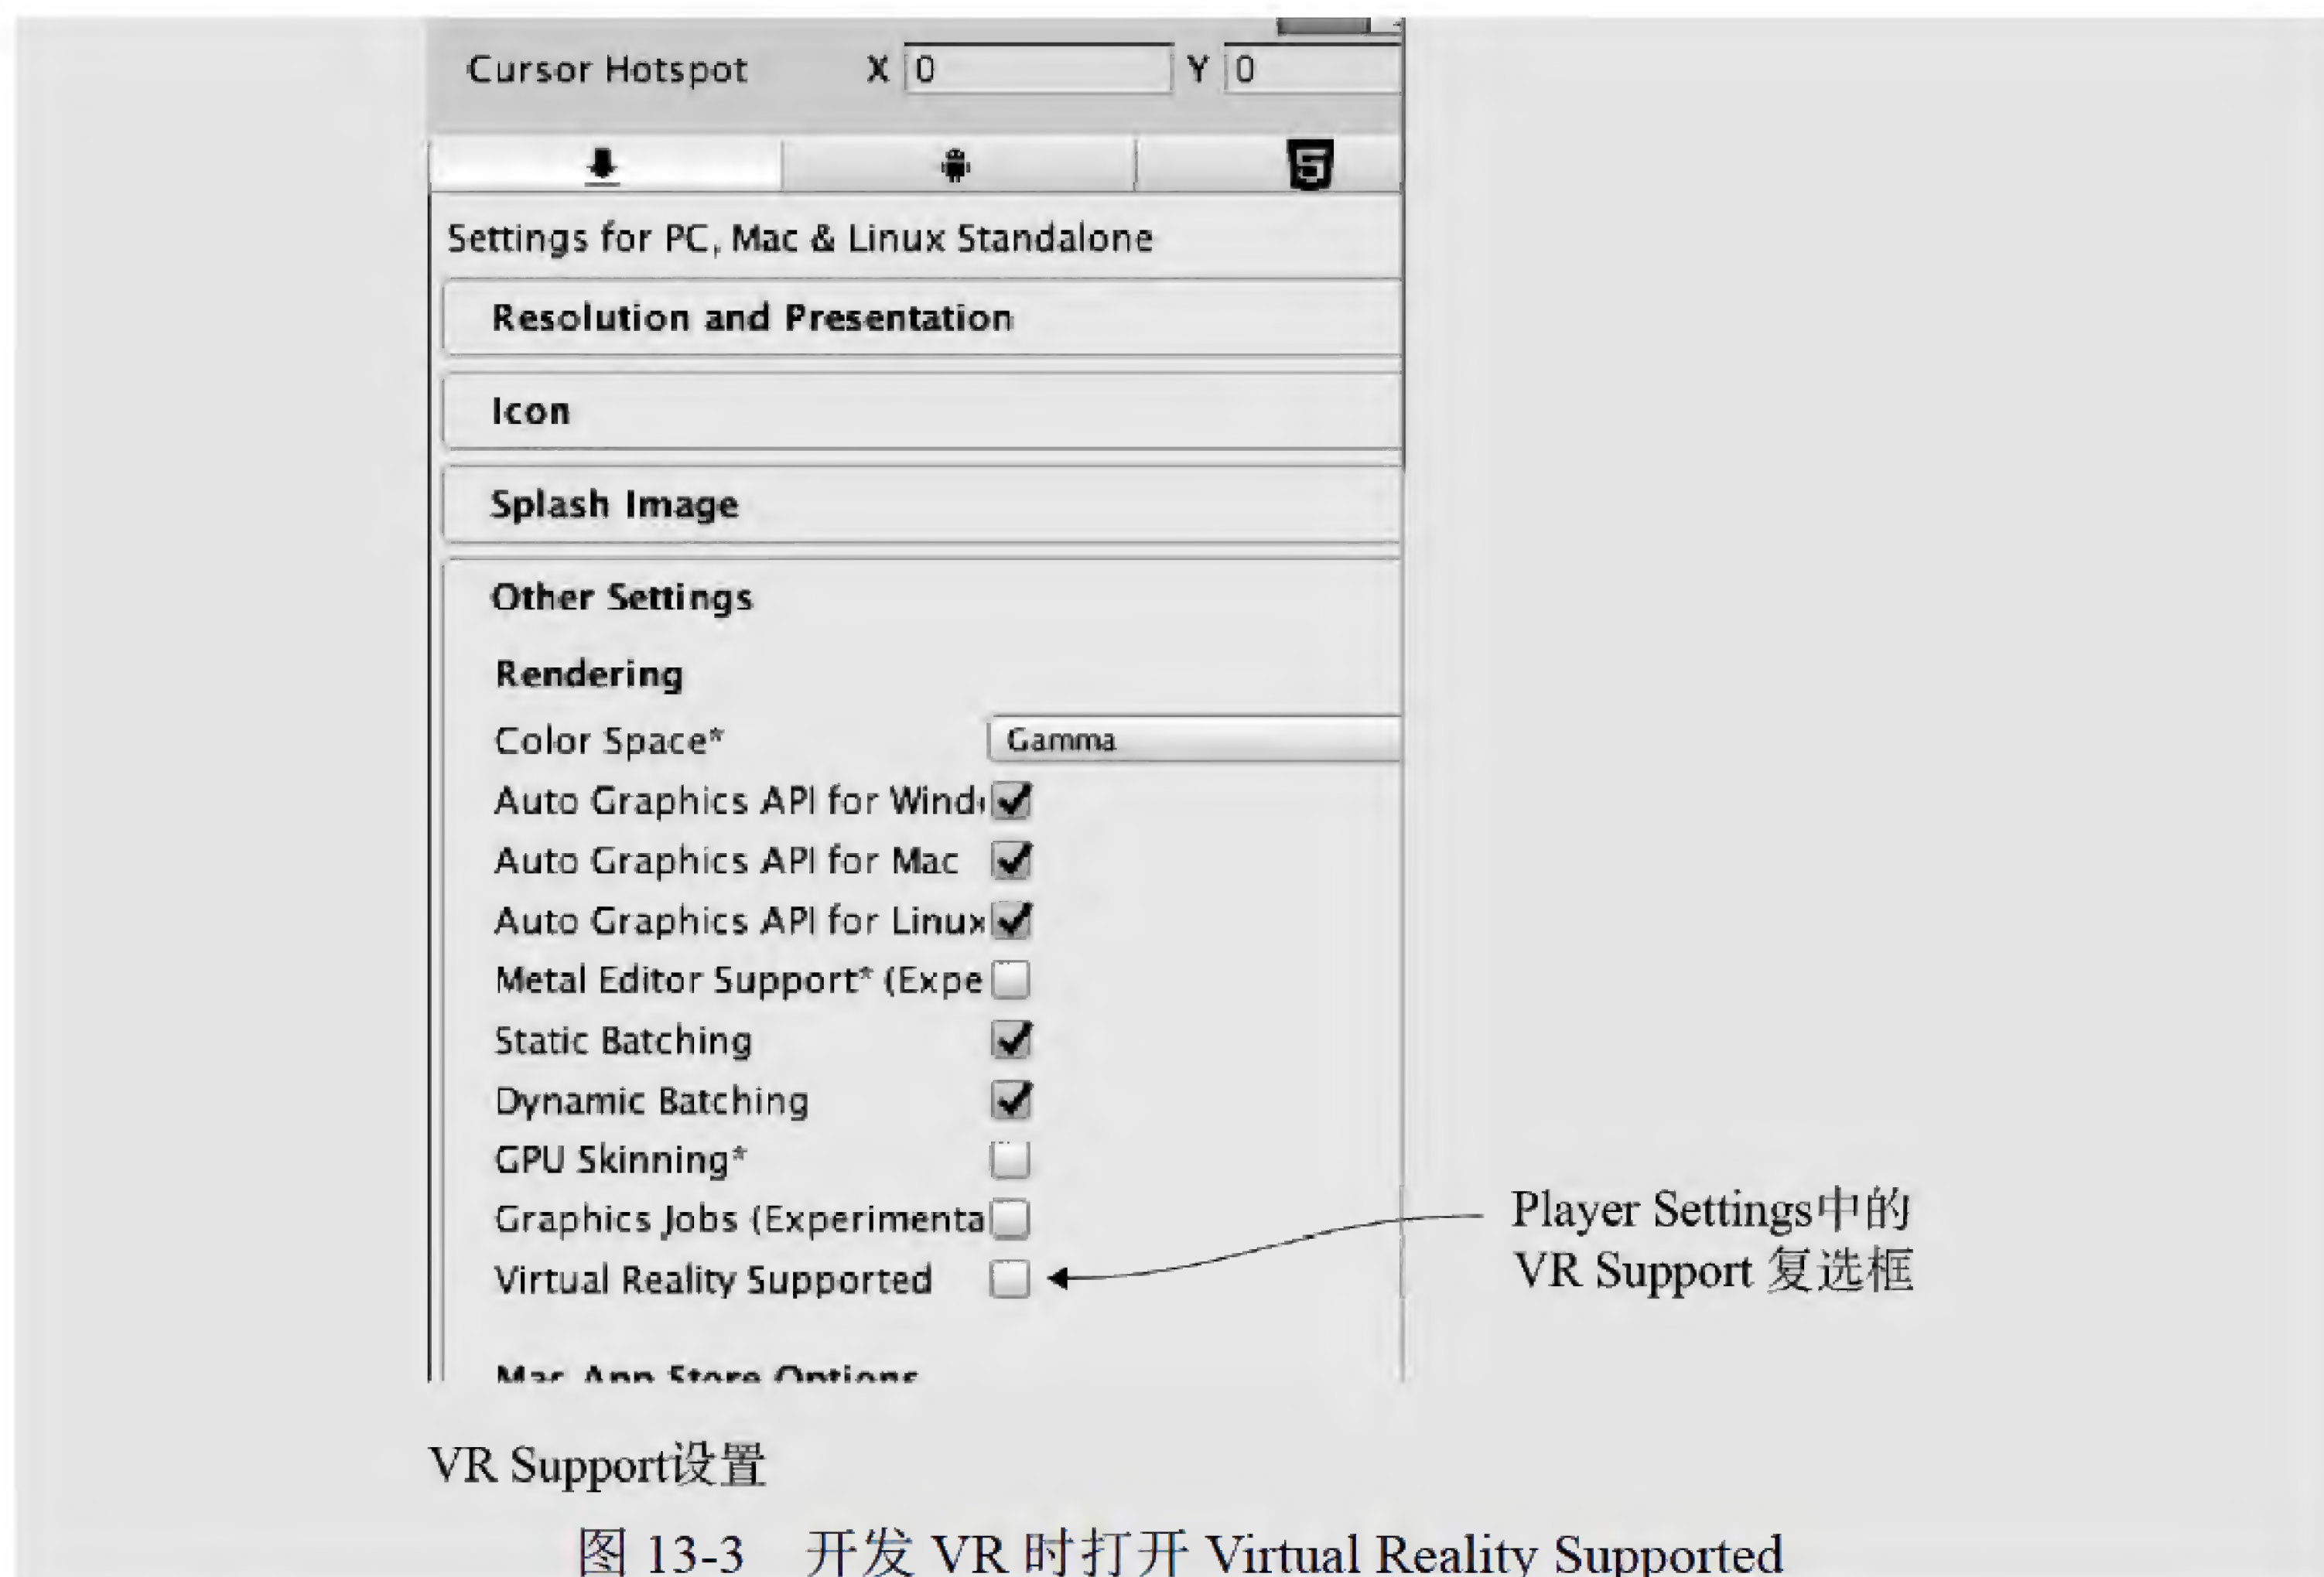 Cursor Hotspot X 0 Y 0
Settings for PC, Mac & Linux Standalone
Resolution and Presentation
Icon
Splash Image
Other Settings
Rendering
Color Space* Gamma
Auto Graphics API for Wind
Auto Graphics API for Mac
Auto Graphics API for Linux
Metal Editor Support* (Expe
Static Batching
Dynamic Batching
GPU Skinning*
Graphics Jobs (Experimenta
Virtual Reality Supported
Player Settings中的
VR Support 复选框
Mac App Store Options
VR Support设置
图 13-3 开发 VR 时打开 Virtual Reality Supported